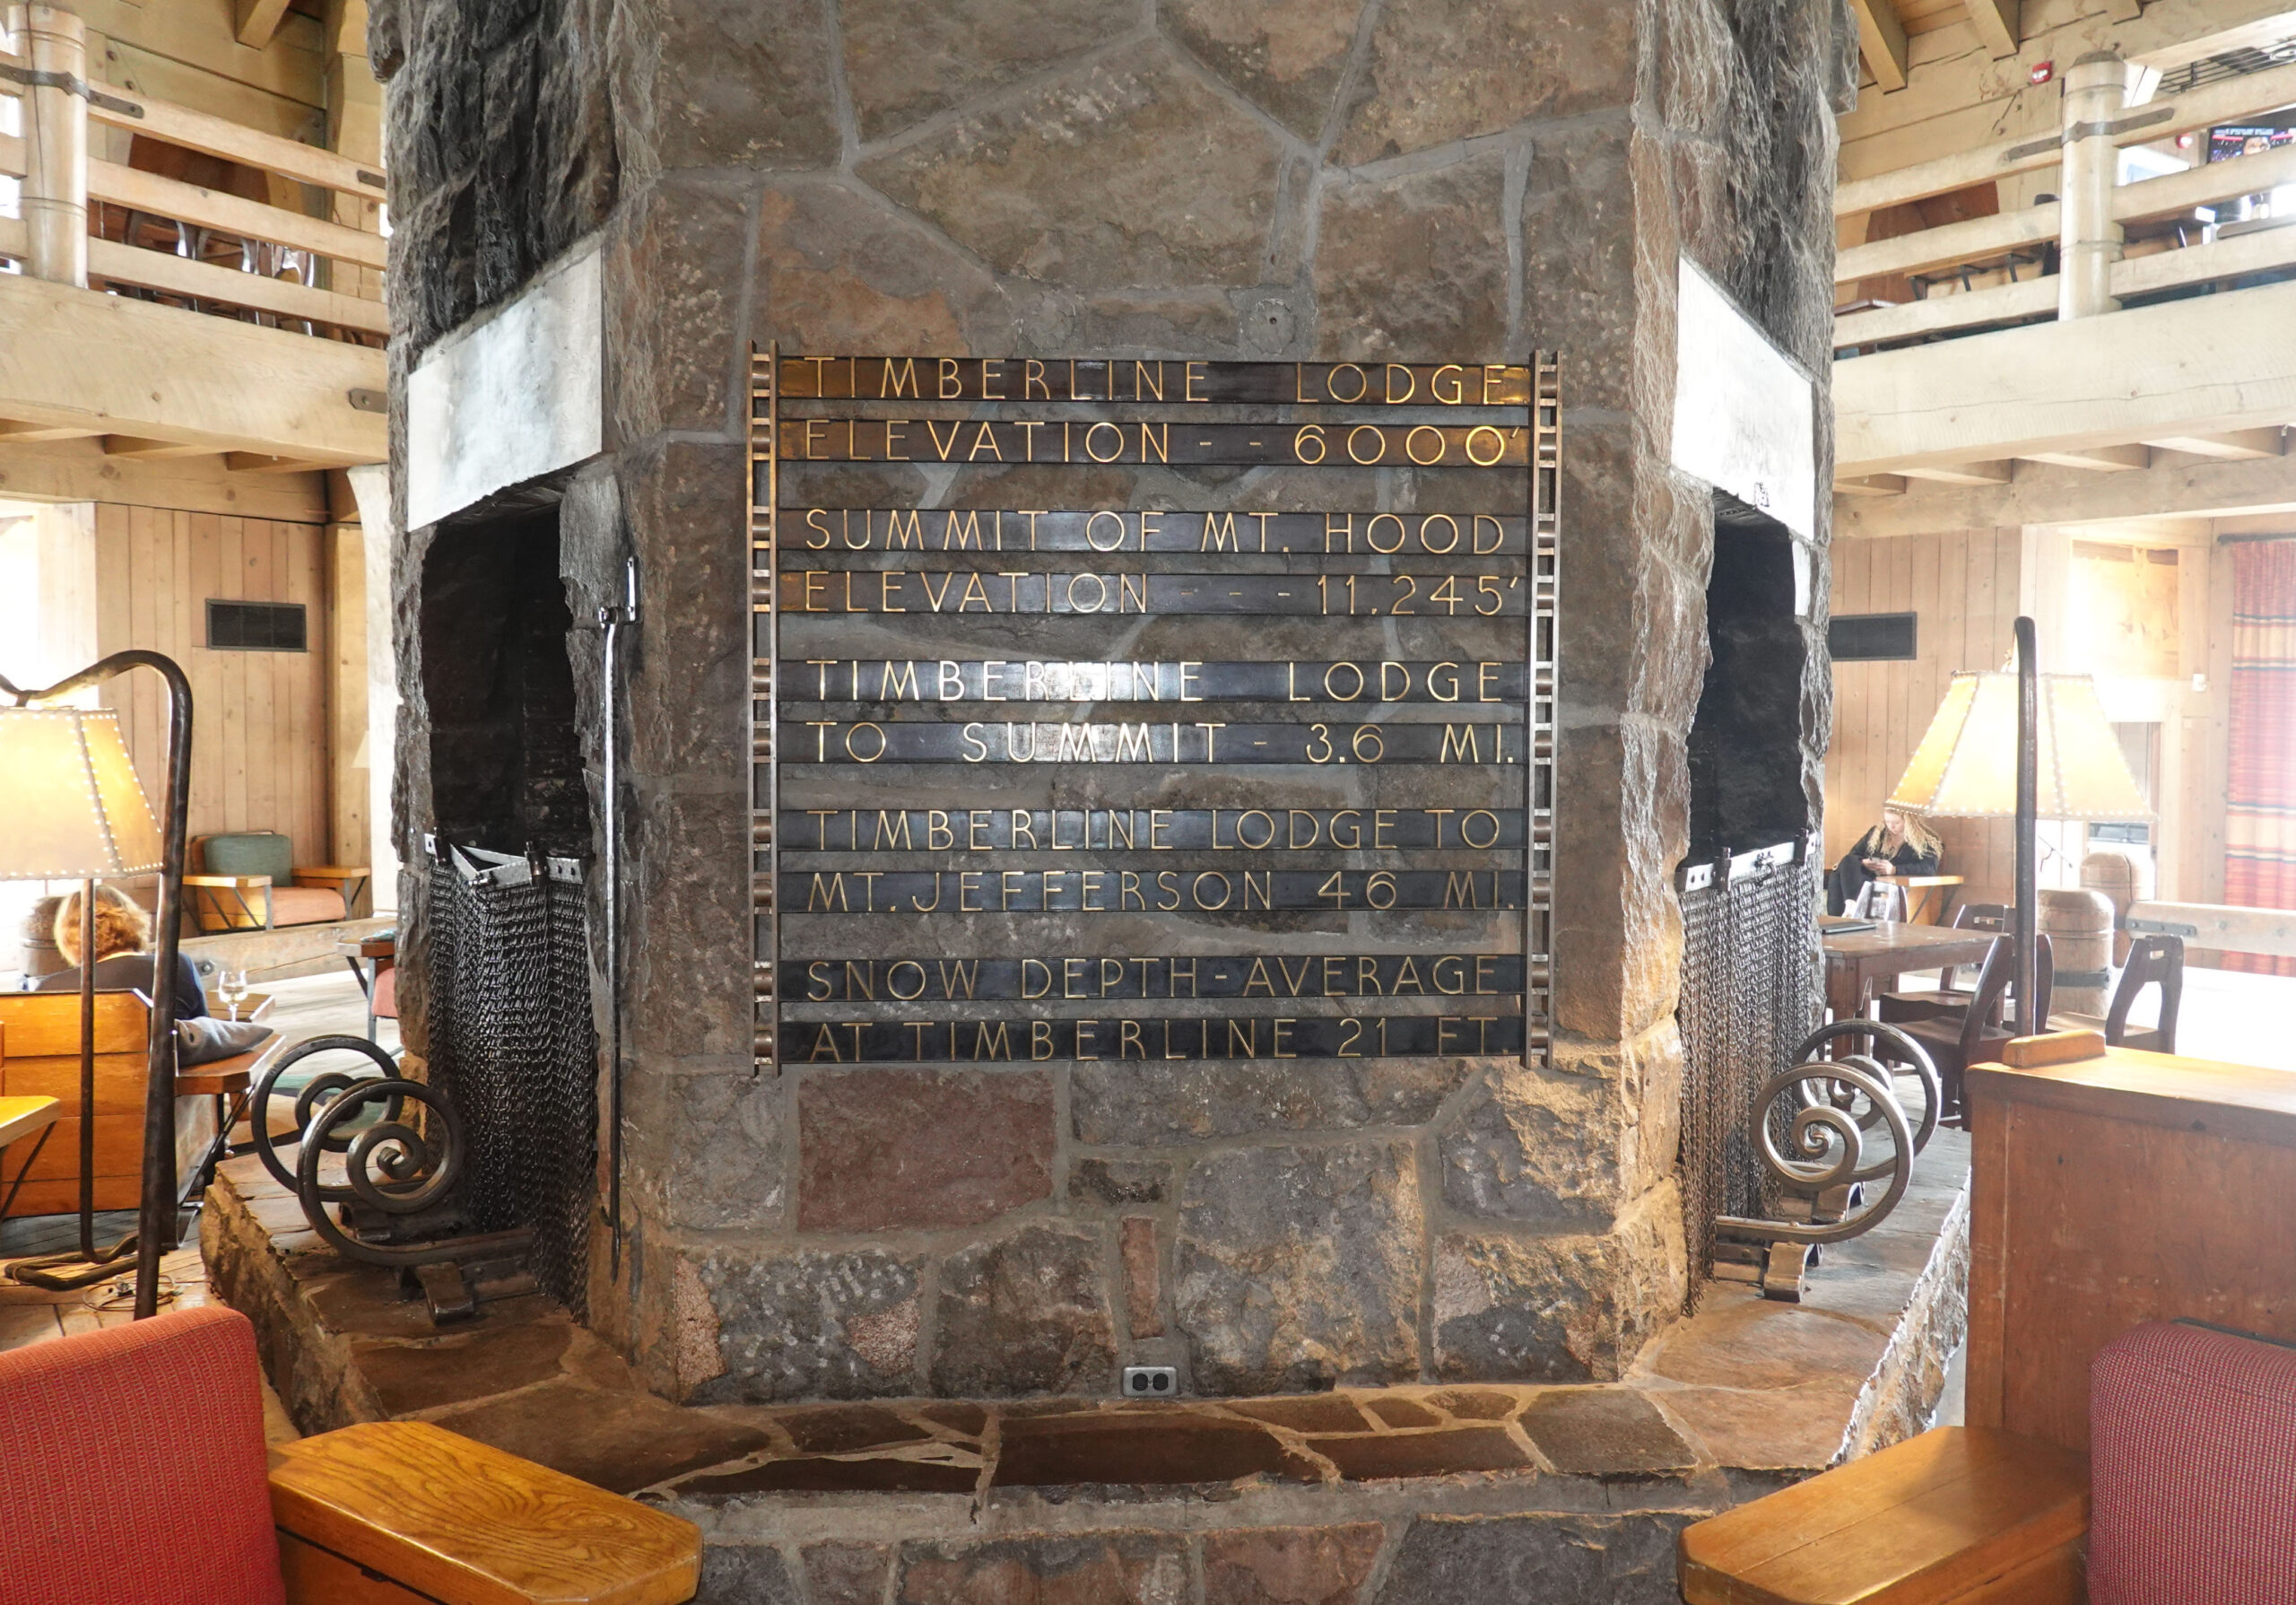 TIMBERLINE LODGE
ELEVATION - - 6000'
SUMMIT OF MT. HOOD
ELEVATION - - - 11,245'
TIMBERLINE LODGE
TO SUMMIT - 3.6 MI.
TIMBERLINE LODGE TO
MT. JEFFERSON 46 MI.
SNOW DEPTH - AVERAGE
AT TIMBERLINE 21 FT.